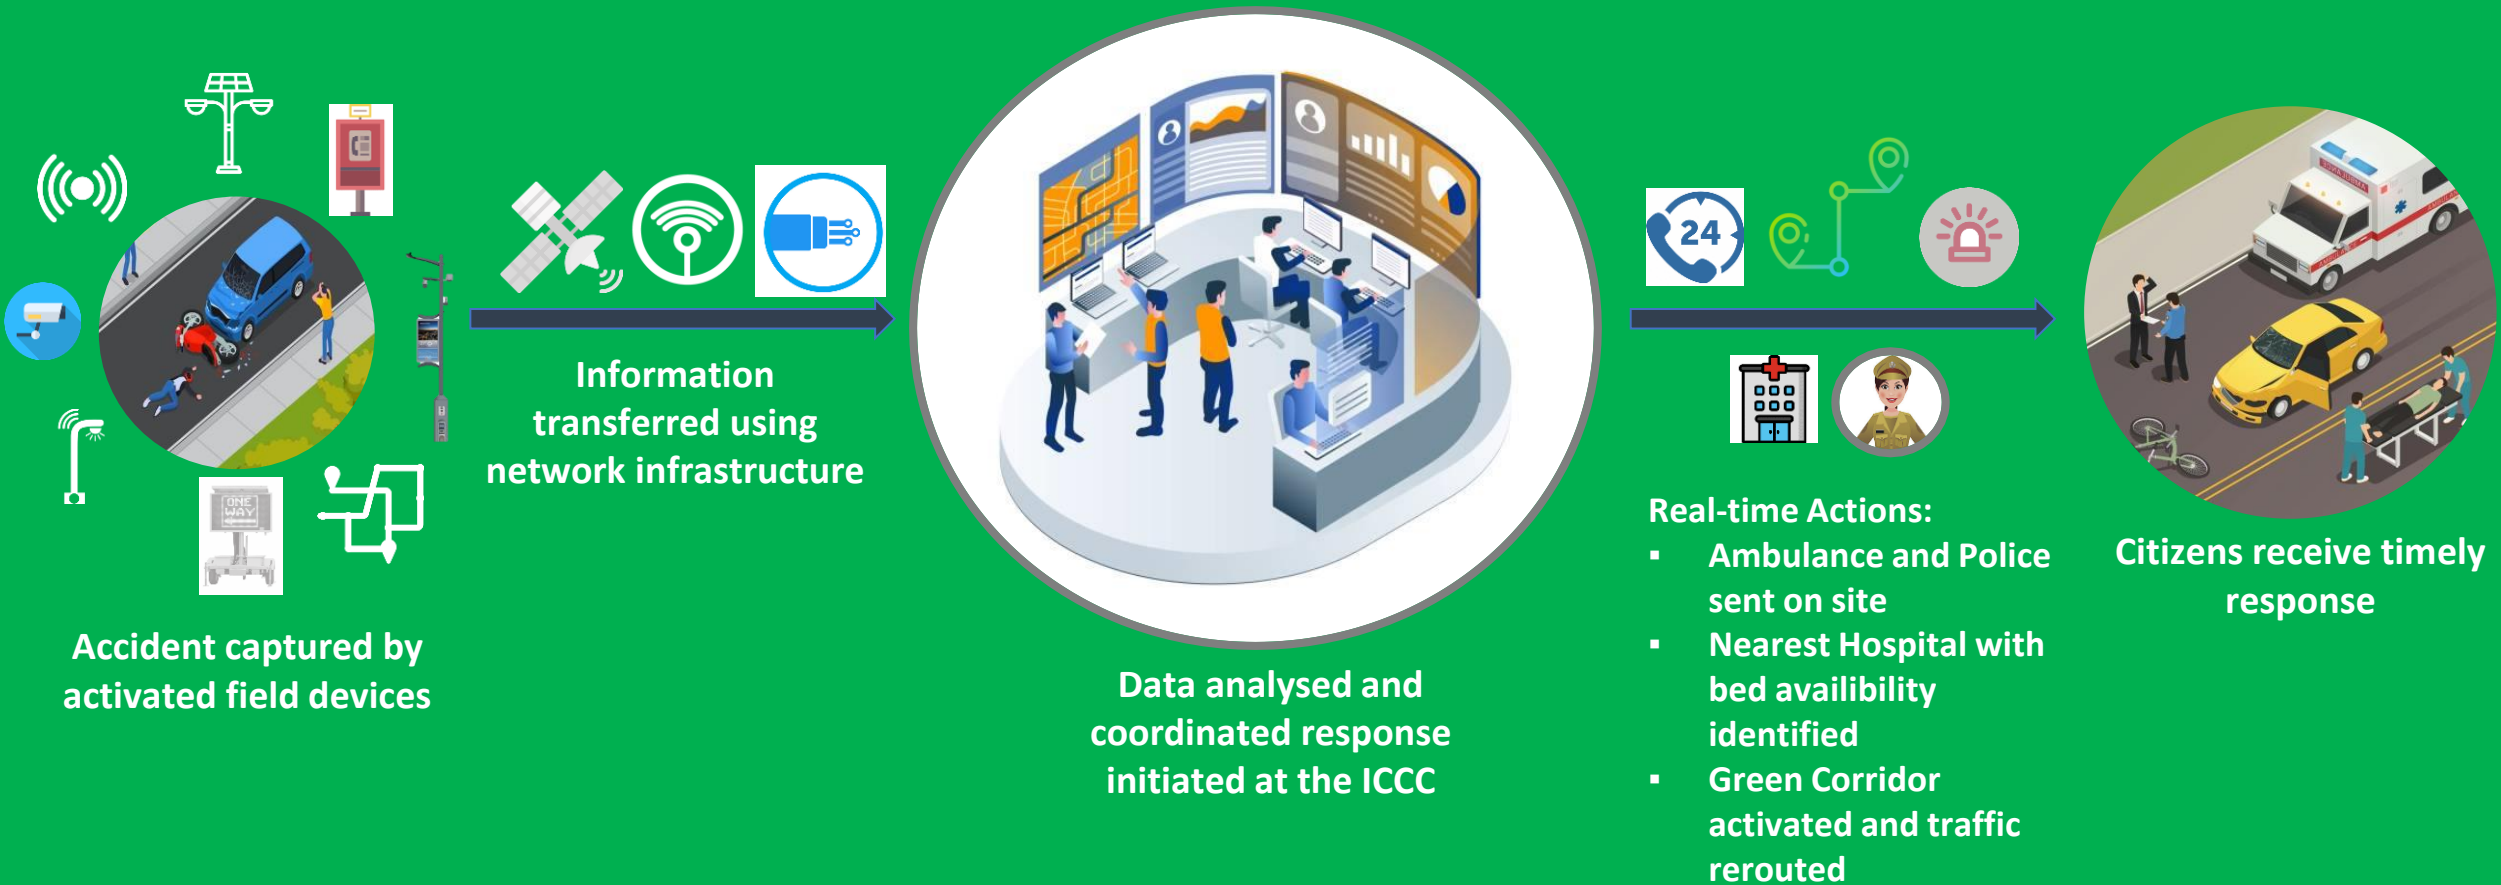 Accident captured by
activated field devices
ONE
WAY
Information
transferred using
network infrastructure
Data analysed and
coordinated response
initiated at the ICCC
24
Real-time Actions:
▪ Ambulance and Police
sent on site
▪ Nearest Hospital with
bed availibility
identified
▪ Green Corridor
activated and traffic
rerouted
Citizens receive timely
response